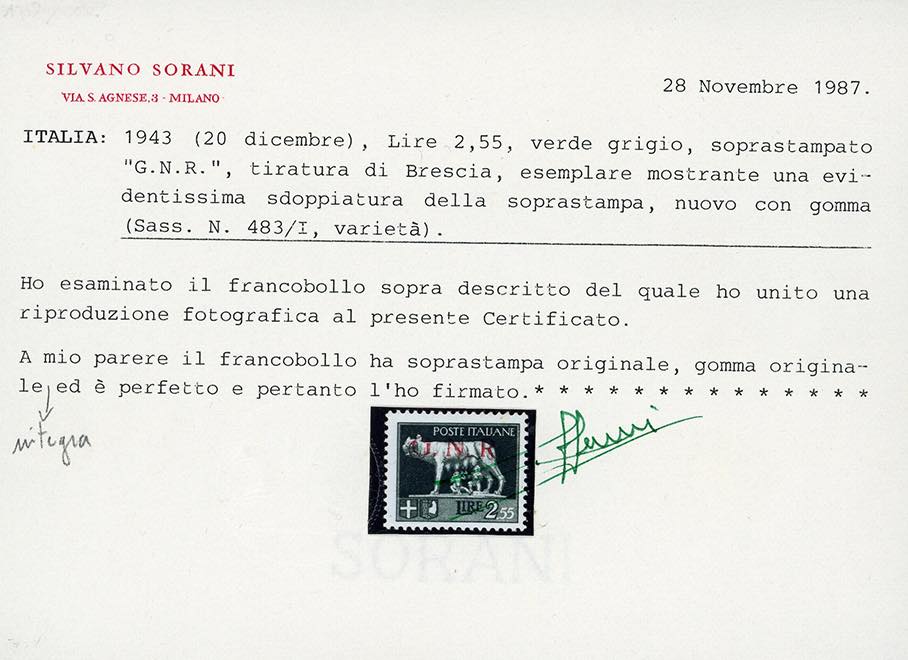 SILVANO SORANI
VIA S. AGNESE, 3 - MILANO
28 Novembre 1987.
ITALIA: 1943 (20 dicembre), Lire 2,55, verde grigio, soprastampato
"G.N.R.", tiratura di Brescia, esemplare mostrante una evi-
dentissima sdoppiatura della soprastampa, nuovo con gomma
(Sass. N. 483/I, varietà).
Ho esaminato il francobollo sopra descritto del quale ho unito una
riproduzione fotografica al presente Certificato.
A mio parere il francobollo ha soprastampa originale, gomma origina-
le ed è perfetto e pertanto l'ho firmato.* * * * * * * * * * * * * * *
integra
POSTE ITALIANE
G. N. R
LIRE 2,55
SORANI